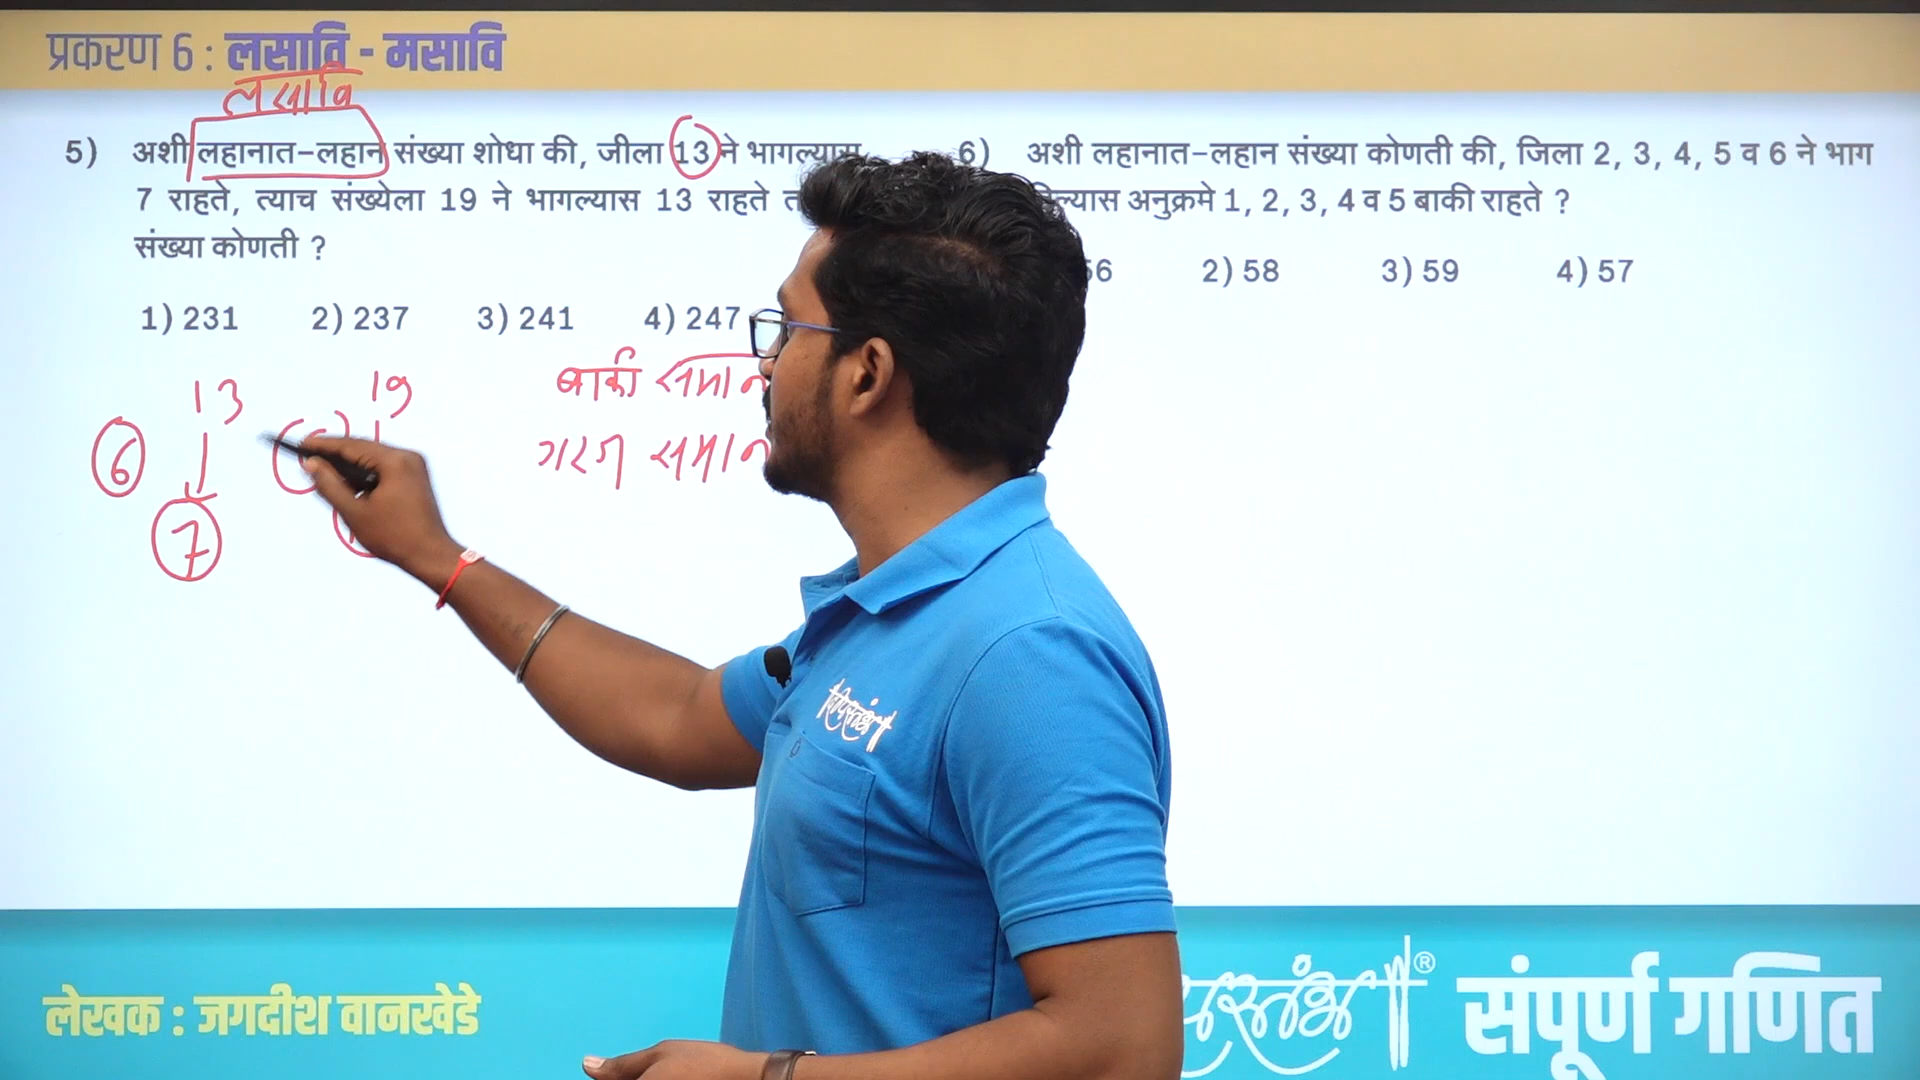 प्रकरण 6 : लसावि - मसावि
लसावि
5) अशी लहानात-लहान संख्या शोधा की, जीला 13 ने भागल्यास
7 राहते, त्याच संख्येला 19 ने भागल्यास 13 राहते
संख्या कोणती ?
1) 231 2) 237 3) 241 4) 247
13 19
6
7
बाकी समान
गरज समान
6) अशी लहानात-लहान संख्या कोणती की, जिला 2, 3, 4, 5 व 6 ने भाग
अनुक्रमे 1, 2, 3, 4 व 5 बाकी राहते ?
2) 58 3) 59 4) 57
दीपस्तंभ
लेखक : जगदीश वानखेडे
® संपूर्ण गणित